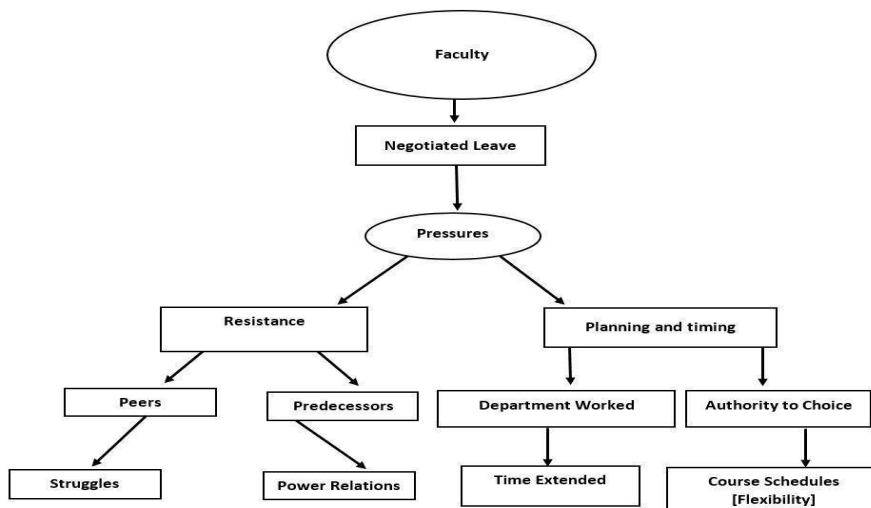 Faculty
Negotiated Leave
Pressures
Resistance
Planning and timing
Peers
Predecessors
Department Worked
Authority to Choice
Struggles
Power Relations
Time Extended
Course Schedules
[Flexibility]